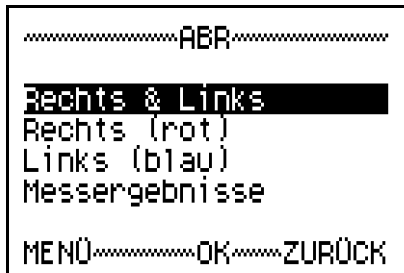 ABR
Rechts & Links
Rechts (rot)
Links (blau)
Messergebnisse
MENÜ OK ZURÜCK